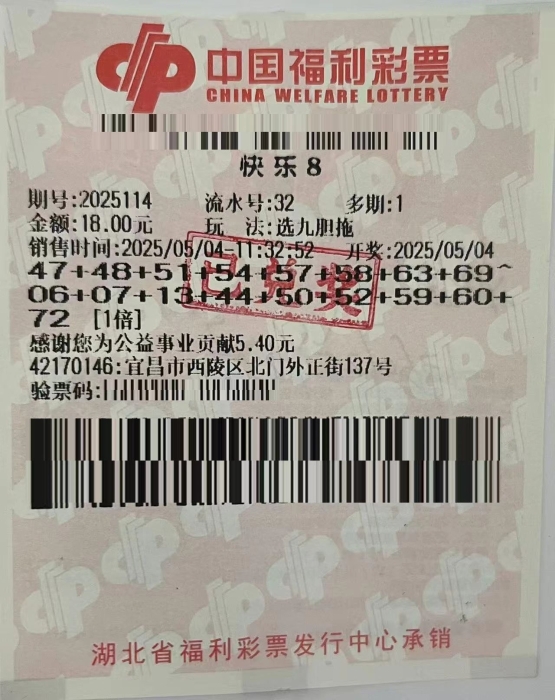 中国福利彩票
CHINA WELFARE LOTTERY
快乐8
期号:2025114 流水号:32 多期:1
金额:18.00元 玩 法:选九胆拖
销售时间:2025/05/04-11:32:52 开奖:2025/05/04
47+48+51+54+57+58+63+69~
06+07+13+44+50+52+59+60+
72 [1倍]
已兑奖
感谢您为公益事业贡献5.40元
42170146:宜昌市西陵区北门外正街137号
验票码:
湖北省福利彩票发行中心承销